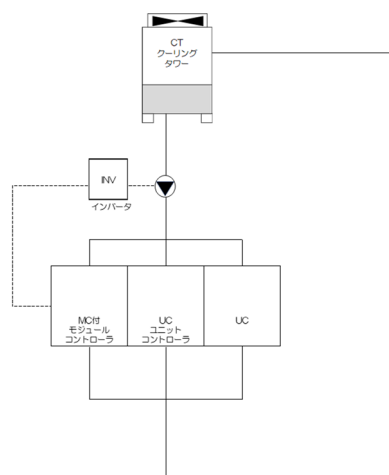 CT
クーリング
タワー
INV
インバータ
MC付
モジュール
コントローラ
UC
ユニット
コントローラ
UC